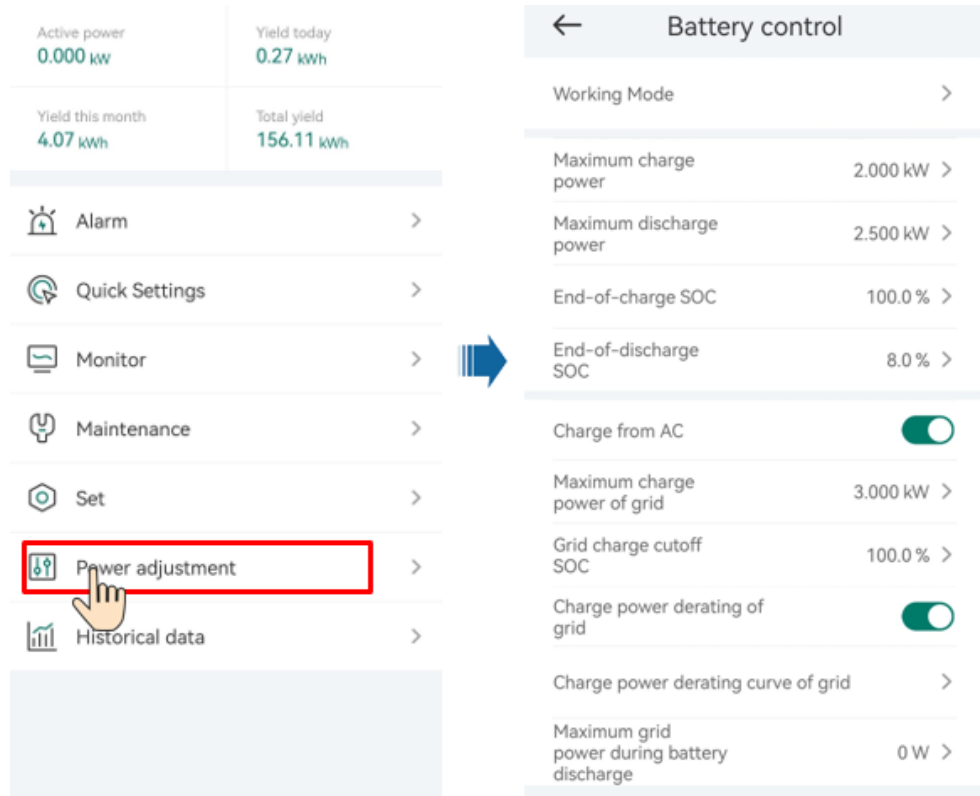 Active power
0.000 kW
Yield today
0.27 kWh
Yield this month
4.07 kWh
Total yield
156.11 kWh
Alarm
Quick Settings
Monitor
Maintenance
Set
Power adjustment
Historical data
Battery control
Working Mode
Maximum charge
power
2.000 kW
Maximum discharge
power
2.500 kW
End-of-charge SOC
100.0 %
End-of-discharge
SOC
8.0 %
Charge from AC
Maximum charge
power of grid
3.000 kW
Grid charge cutoff
SOC
100.0 %
Charge power derating of
grid
Charge power derating curve of grid
Maximum grid
power during battery
discharge
0 W